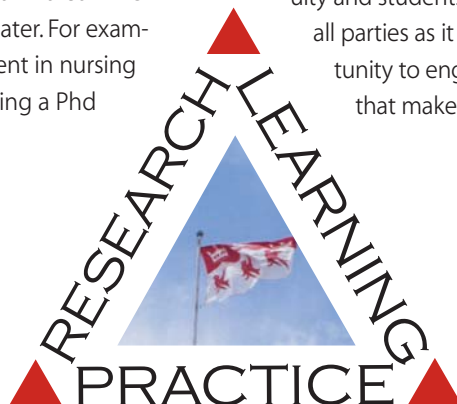 ater. For exam-
ent in nursing
ing a Phd
ulty and student
all parties as it
tunity to eng
that make
RESEARCH
LEARNING
PRACTICE